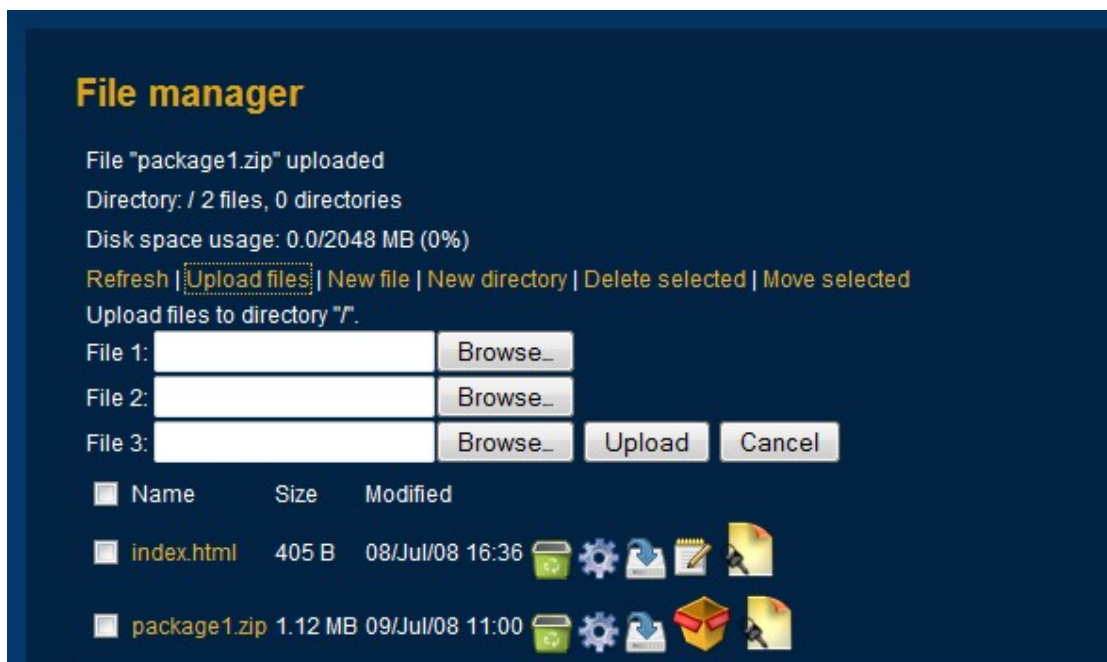 File manager
File "package1.zip" uploaded
Directory: / 2 files, 0 directories
Disk space usage: 0.0/2048 MB (0%)
Refresh | Upload files | New file | New directory | Delete selected | Move selected
Upload files to directory "/".
File 1: Browse...
File 2: Browse...
File 3: Browse... Upload Cancel
Name Size Modified
index.html 405 B 08/Jul/08 16:36
package1.zip 1.12 MB 09/Jul/08 11:00